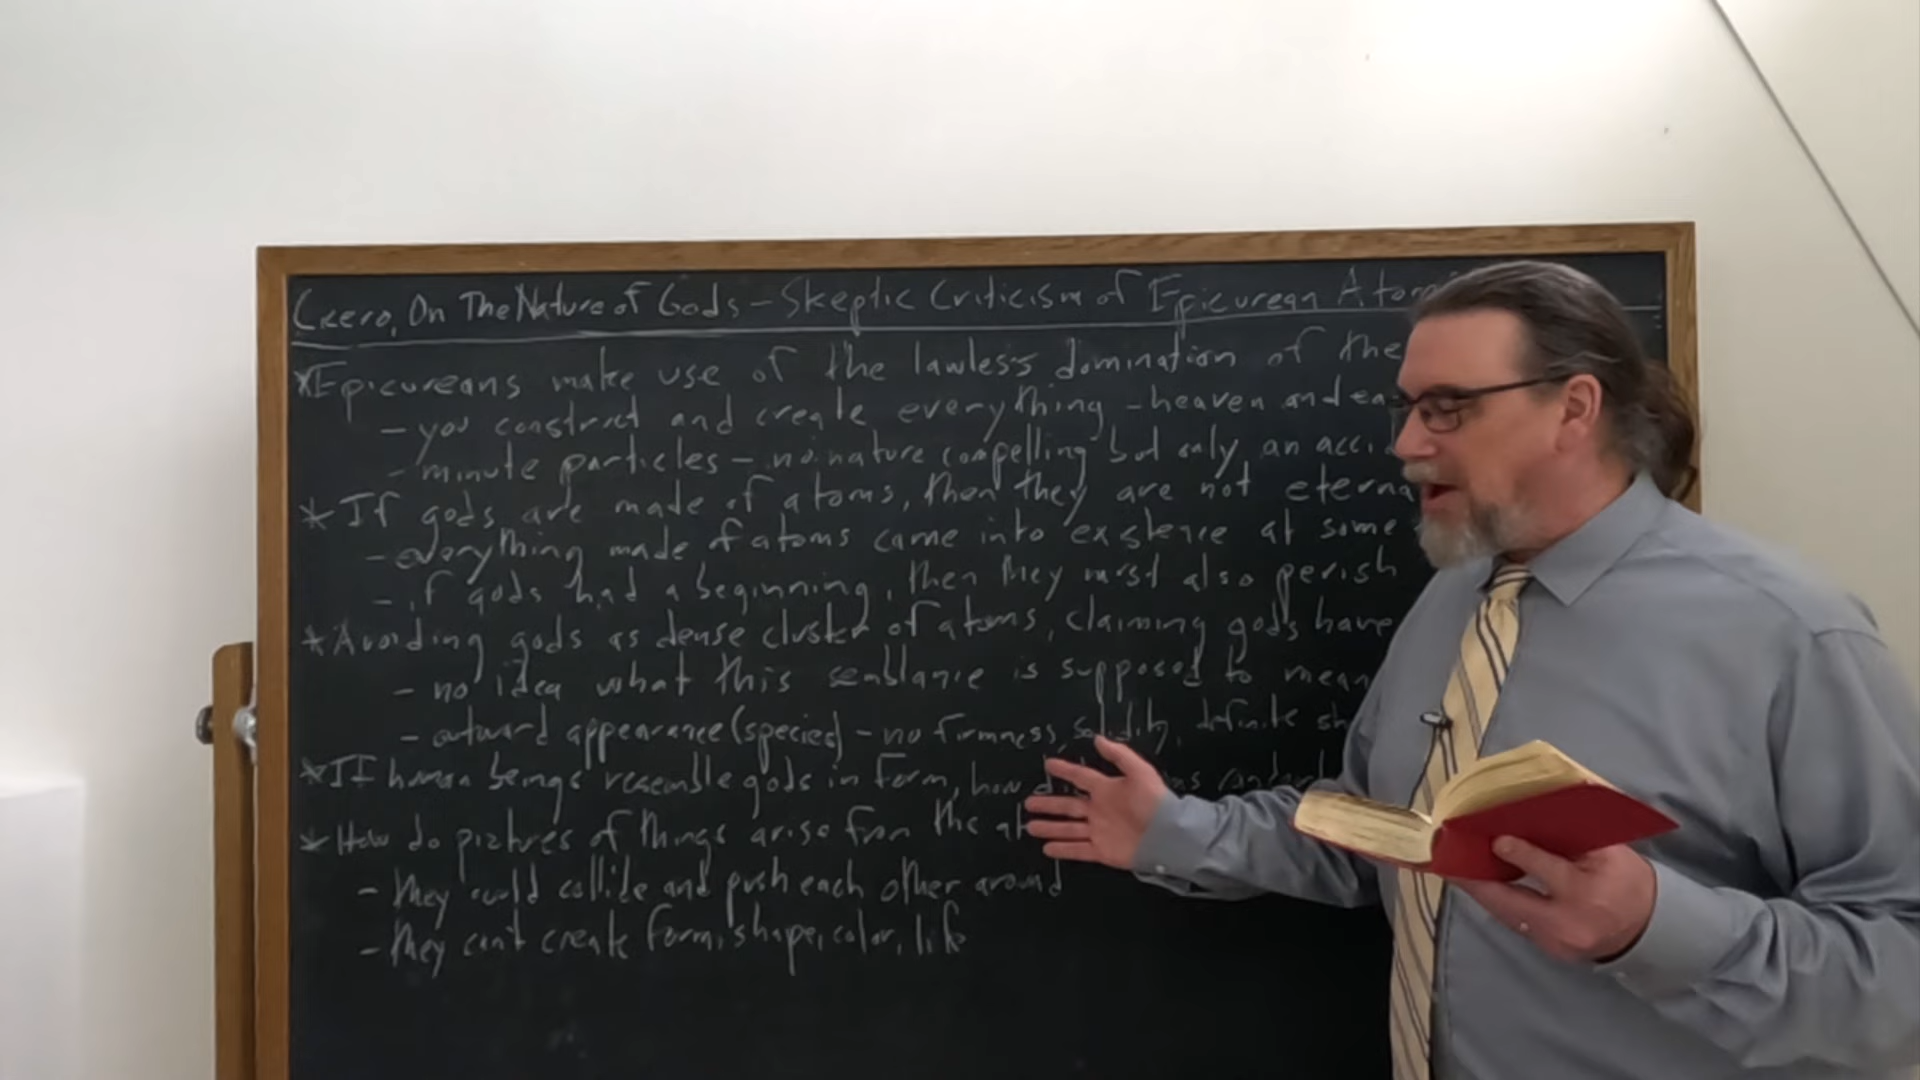 Cicero, On The Nature of Gods - Skeptic Criticism of Epicurean Atom
*Epicureans make use of the lawless domination of the
- you construct and create everything - heaven and ea
- minute particles - no nature compelling but only an acci
* If gods are made of atoms, then they are not eterna
- everything made of atoms came into existence at some
- if gods had a beginning, then they must also perish
* Avoiding gods as dense cluster of atoms, claiming gods have
- no idea what this semblance is supposed to mean
- outward appearance (species) - no firmness, solidity, definite sh
* If human beings resemble gods in form, how
* How do pictures of things arise from the at
- they could collide and push each other around
- they can't create form, shape, color, life